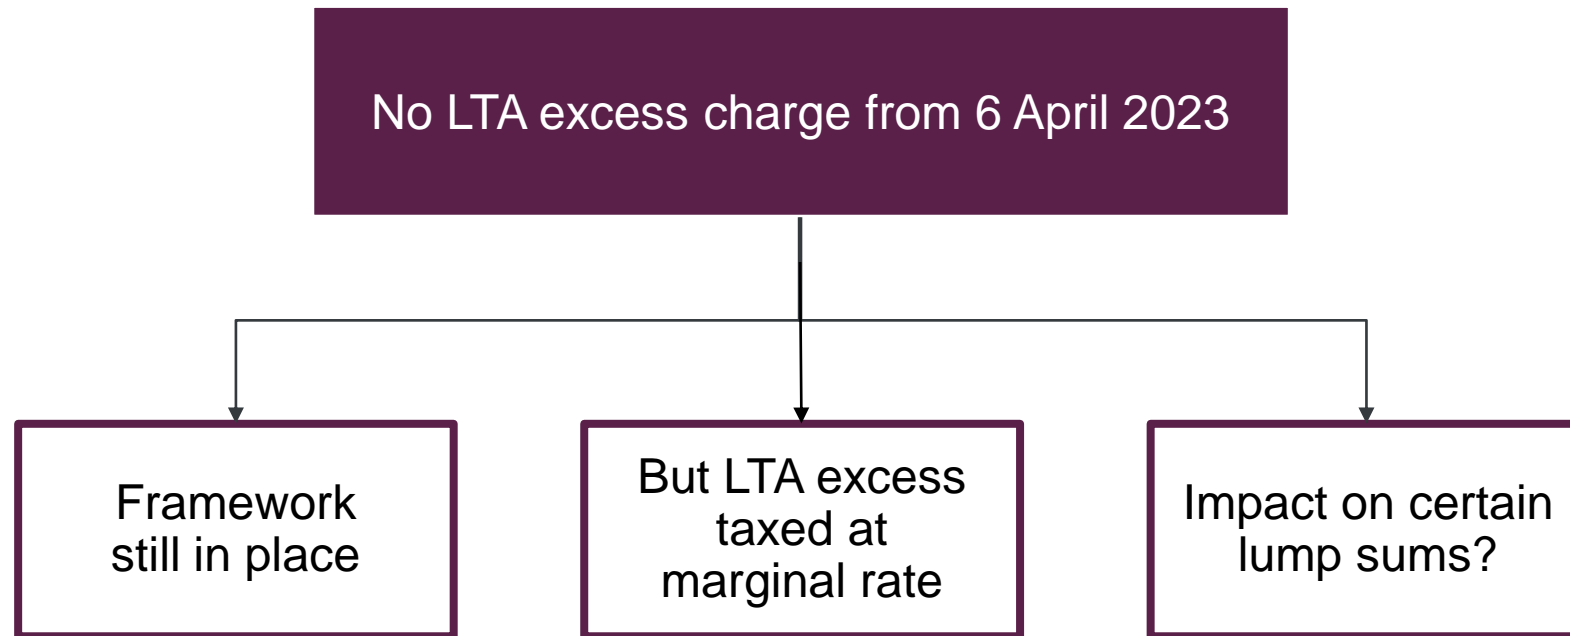 No LTA excess charge from 6 April 2023
Framework
still in place
But LTA excess
taxed at
marginal rate
Impact on certain
lump sums?